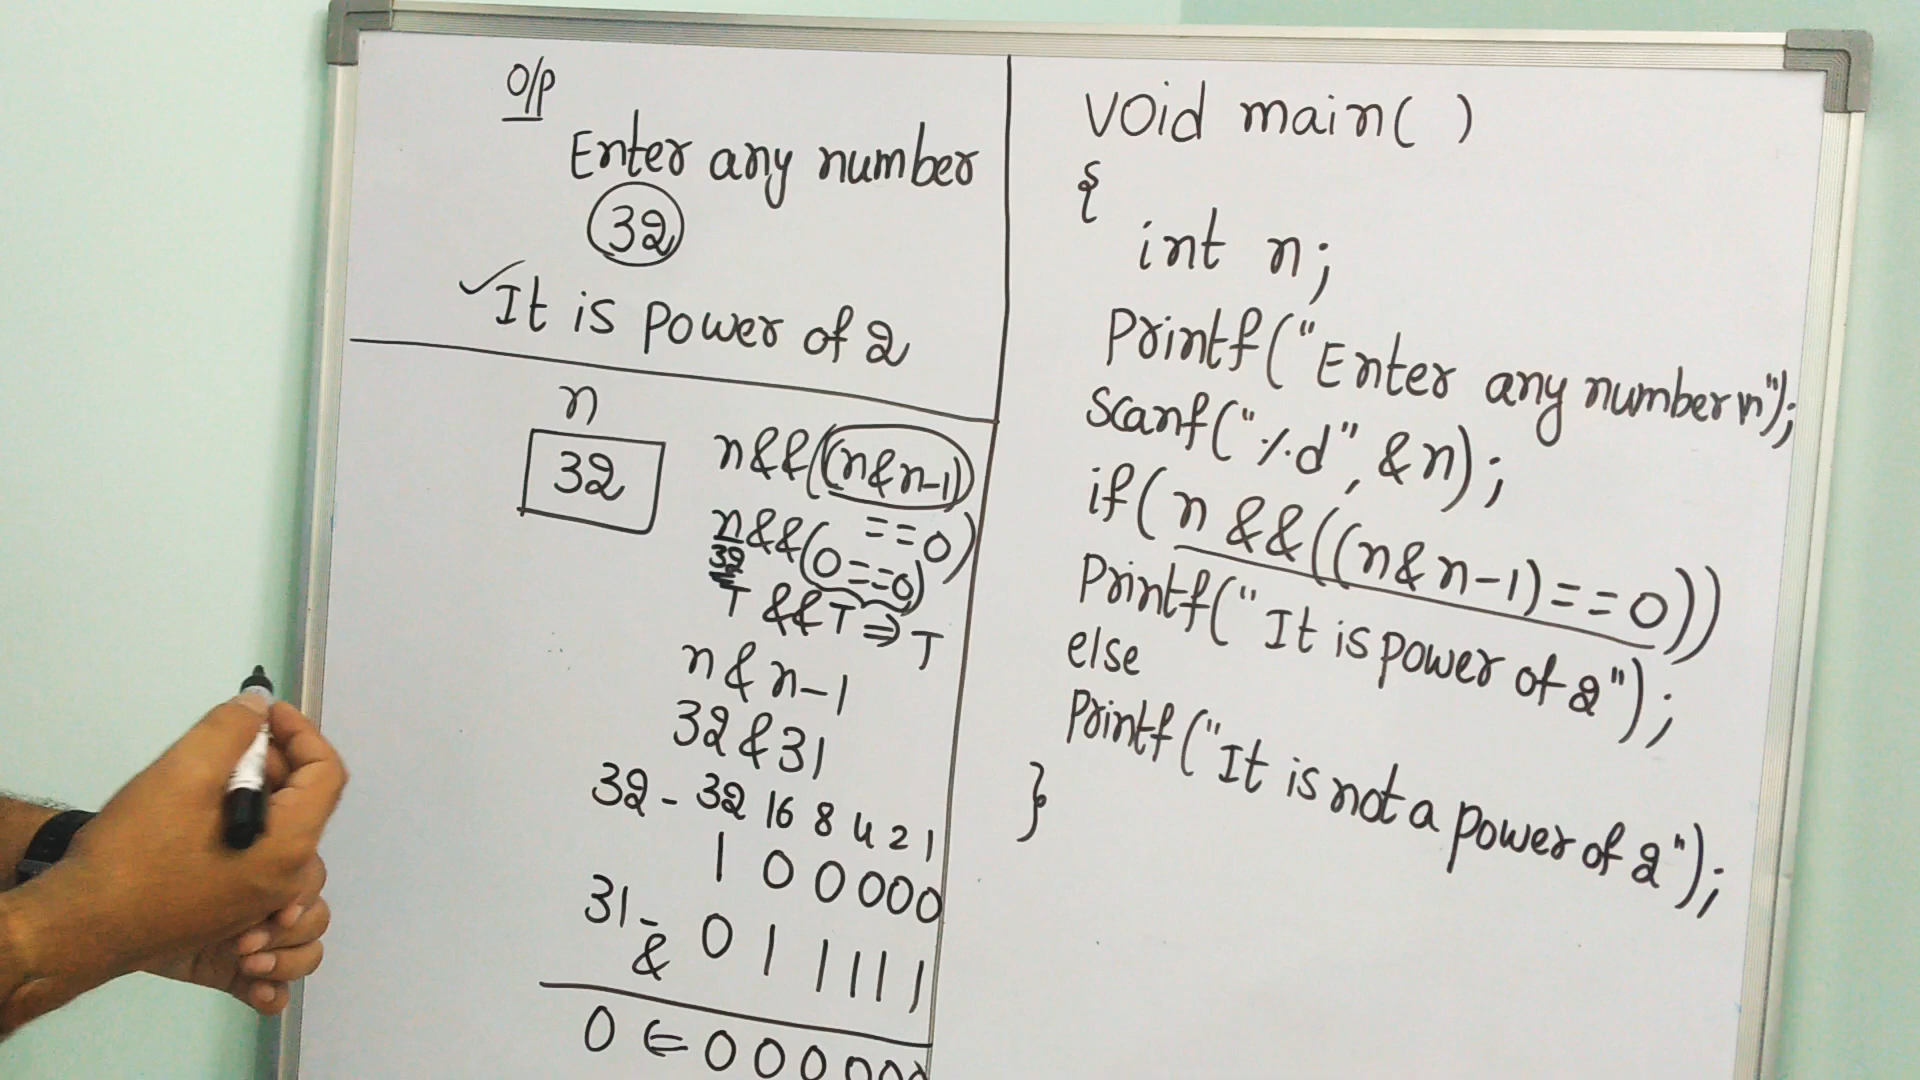 O/P
Enter any number
32
✓It is power of 2
n
32
n&&((n&n-1)
==0)
n&&(0==0)
32
T&&T⇒T
n&n-1
32&31
32- 32 16 8 4 2 1
1 0 0 0 0 0
31- 0 1 1 1 1 1
&
0 ⇐ 0 0 0 0 0 0
void main( )
{
int n;
Printf("Enter any number\n");
scanf("%d", &n);
if(n&&((n&n-1)==0))
Printf("It is power of 2");
else
Printf("It is not a power of 2");
}